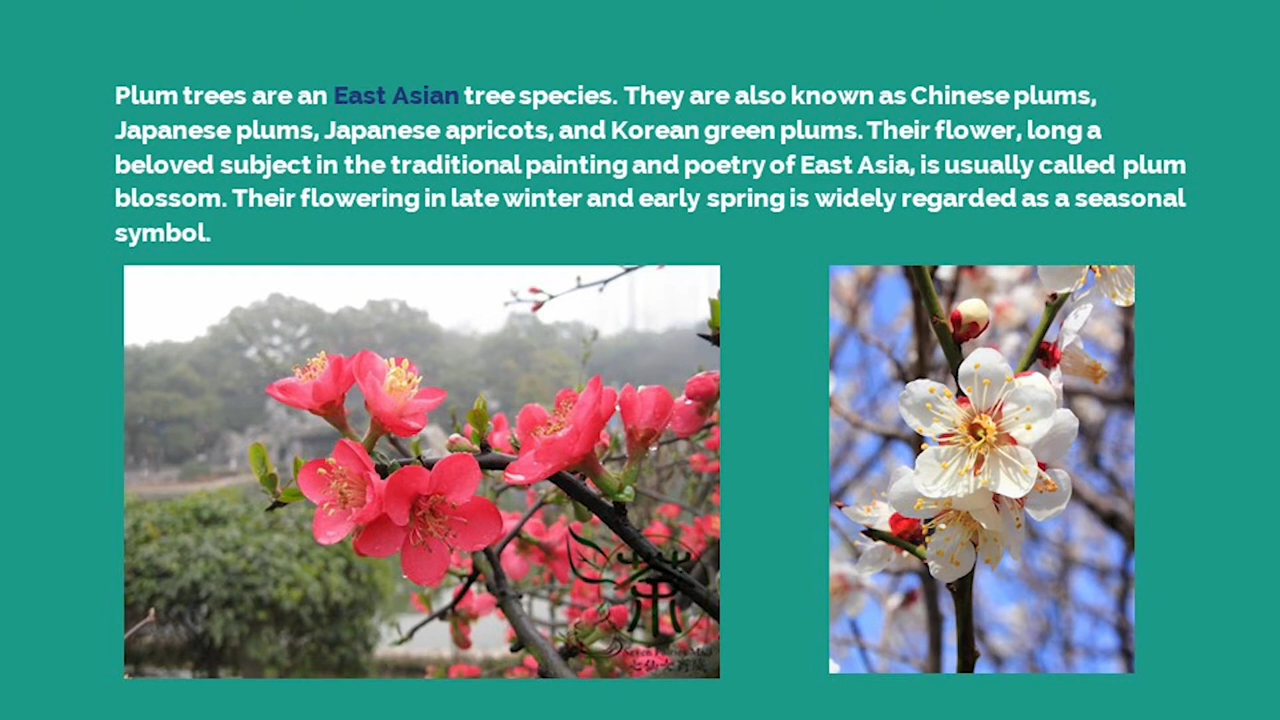 Plum trees are an East Asian tree species. They are also known as Chinese plums,
Japanese plums, Japanese apricots, and Korean green plums. Their flower, long a
beloved subject in the traditional painting and poetry of East Asia, is usually called plum
blossom. Their flowering in late winter and early spring is widely regarded as a seasonal
symbol.